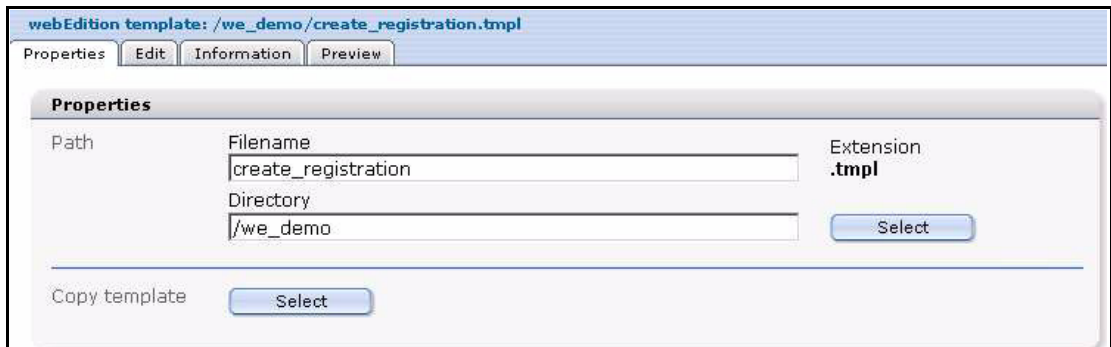 webEdition template: /we_demo/create_registration.tmpl
Properties Edit Information Preview
Properties
Path Filename Extension
create_registration .tmpl
Directory
/we_demo Select
Copy template Select